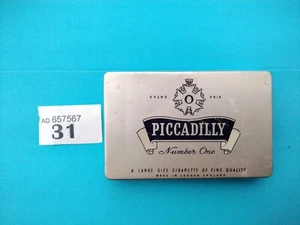 AD 657567
31
GRAND PRIX
PICCADILLY
Number One
A LARGE SIZE CIGARETTE OF FINE QUALITY
MADE IN LONDON ENGLAND